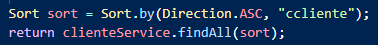 Sort sort = Sort.by(Direction.ASC, "ccliente");
return clienteService.findAll(sort);